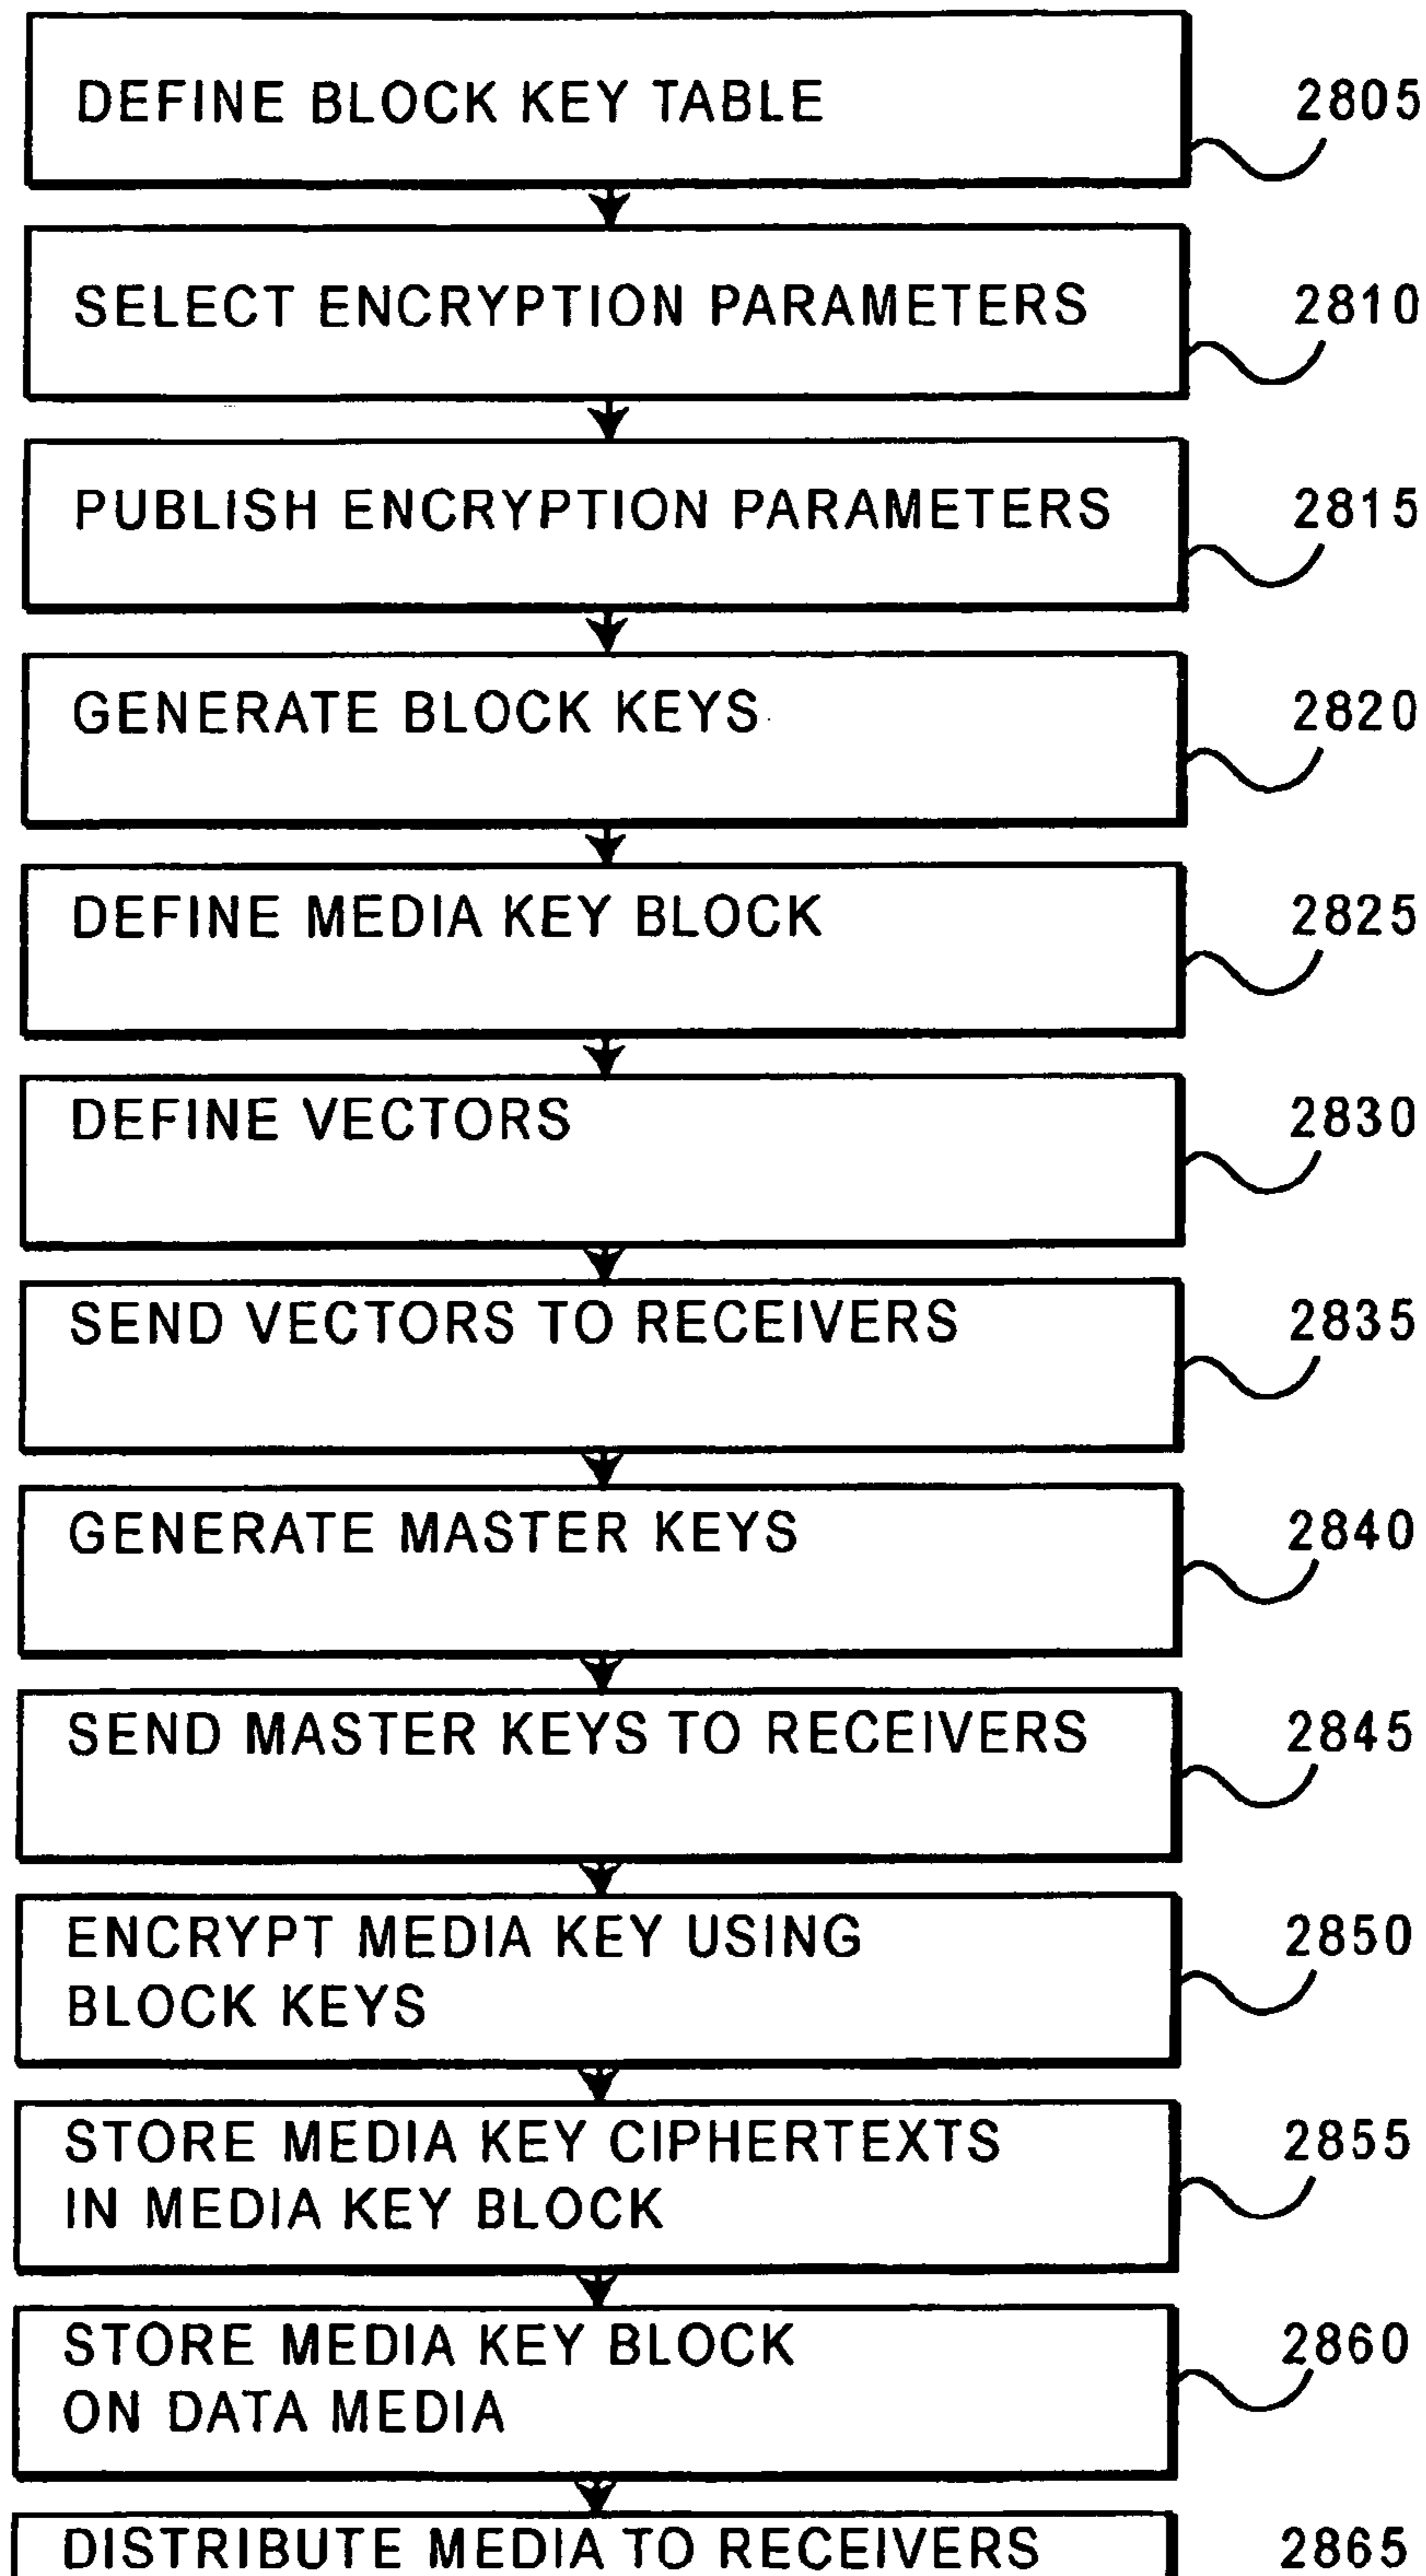 DEFINE BLOCK KEY TABLE 2805
SELECT ENCRYPTION PARAMETERS 2810
PUBLISH ENCRYPTION PARAMETERS 2815
GENERATE BLOCK KEYS 2820
DEFINE MEDIA KEY BLOCK 2825
DEFINE VECTORS 2830
SEND VECTORS TO RECEIVERS 2835
GENERATE MASTER KEYS 2840
SEND MASTER KEYS TO RECEIVERS 2845
ENCRYPT MEDIA KEY USING 2850
BLOCK KEYS
STORE MEDIA KEY CIPHERTEXTS 2855
IN MEDIA KEY BLOCK
STORE MEDIA KEY BLOCK 2860
ON DATA MEDIA
DISTRIBUTE MEDIA TO RECEIVERS 2865